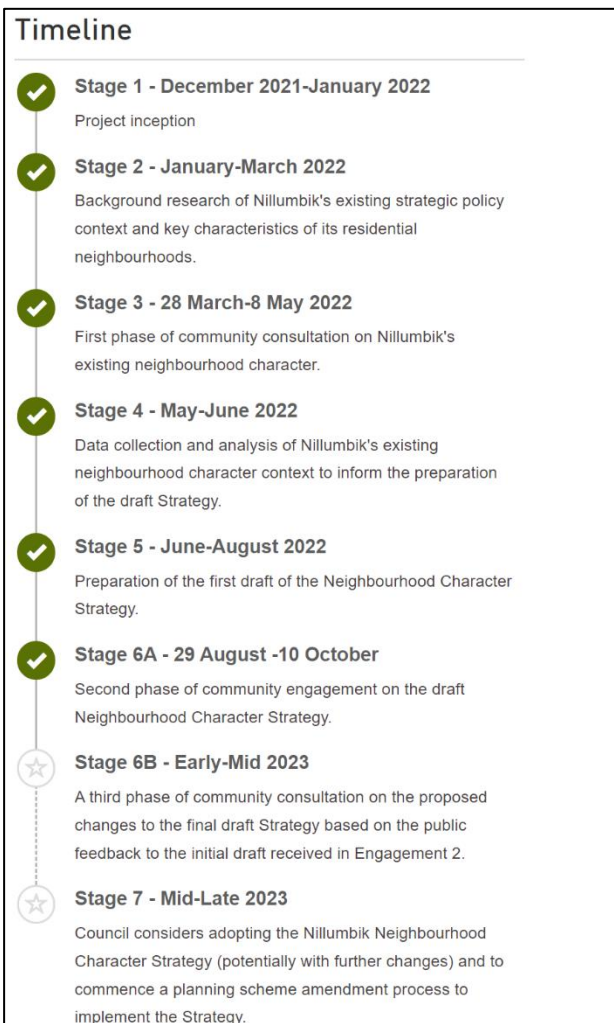 Timeline
Stage 1 - December 2021-January 2022
Project inception
Stage 2 - January-March 2022
Background research of Nillumbik's existing strategic policy
context and key characteristics of its residential
neighbourhoods.
Stage 3 - 28 March-8 May 2022
First phase of community consultation on Nillumbik's
existing neighbourhood character.
Stage 4 - May-June 2022
Data collection and analysis of Nillumbik's existing
neighbourhood character context to inform the preparation
of the draft Strategy.
Stage 5 - June-August 2022
Preparation of the first draft of the Neighbourhood Character
Strategy.
Stage 6A - 29 August -10 October
Second phase of community engagement on the draft
Neighbourhood Character Strategy.
Stage 6B - Early-Mid 2023
A third phase of community consultation on the proposed
changes to the final draft Strategy based on the public
feedback to the initial draft received in Engagement 2.
Stage 7 - Mid-Late 2023
Council considers adopting the Nillumbik Neighbourhood
Character Strategy (potentially with further changes) and to
commence a planning scheme amendment process to
implement the Strategy.